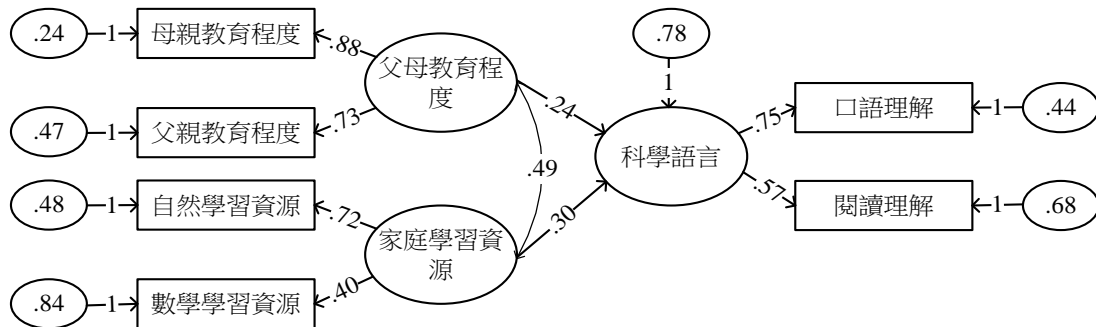 .24
1
母親教育程度
.88
父母教育程
度
.78
1
.24
.47
1
父親教育程度
.73
口語理解
1
.44
.75
科學語言
.49
.48
1
自然學習資源
.72
家庭學習資
源
.30
.57
閱讀理解
1
.68
.84
1
數學學習資源
.40